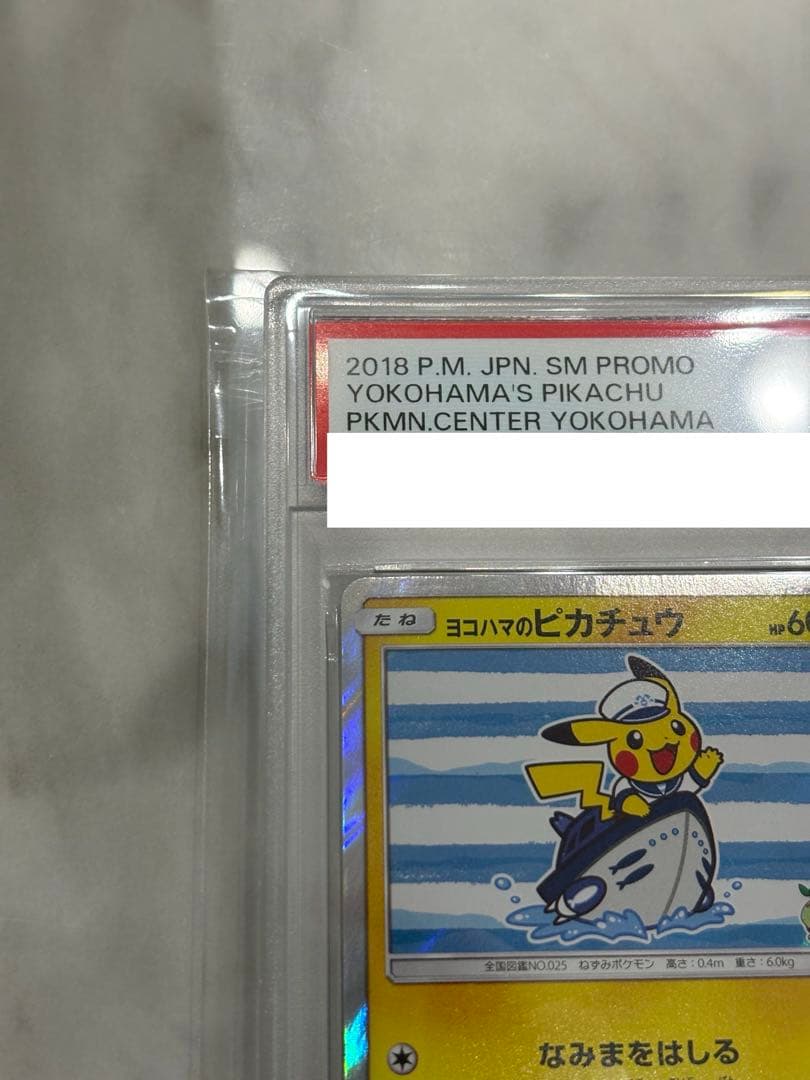 2018 P.M. JPN. SM PROMO
YOKOHAMA'S PIKACHU
PKMN.CENTER YOKOHAMA
たね ヨコハマのピカチュウ HP 60
全国図鑑NO.025 ねずみポケモン 高さ:0.4m 重さ:6.0kg
なみまをはしる